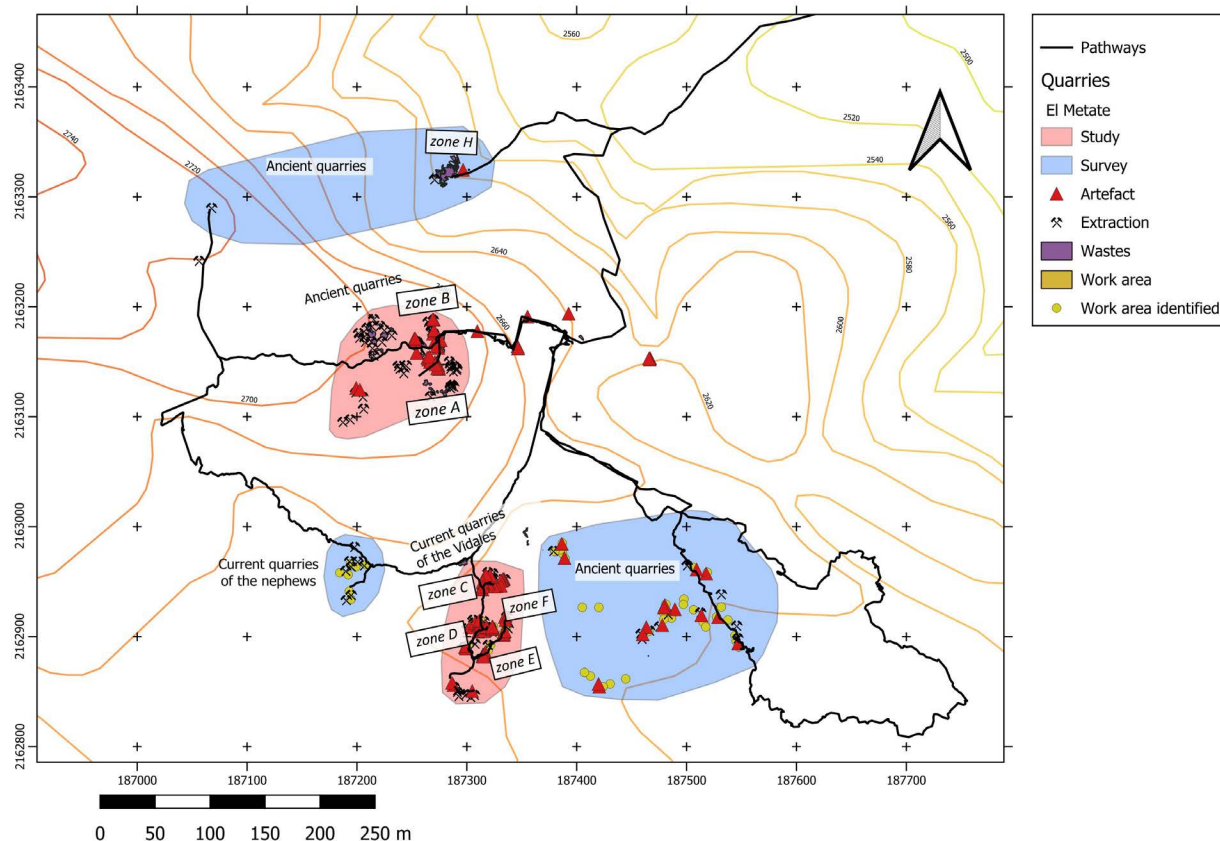 2560
2500
2520
2540
2560
2580
2600
2620
2640
2660
2700
2720
2740
zone H
Ancient quarries
Ancient quarries
zone B
zone A
Current quarries
of the Vidales
Current quarries
of the nephews
Ancient quarries
zone C
zone F
zone D
zone E
2163400
2163300
2163200
2163100
2163000
2162900
2162800
187000
187100
187200
187300
187400
187500
187600
187700
0
50
100
150
200
250 m
Pathways
Quarries
El Metate
Study
Survey
Artefact
Extraction
Wastes
Work area
Work area identified